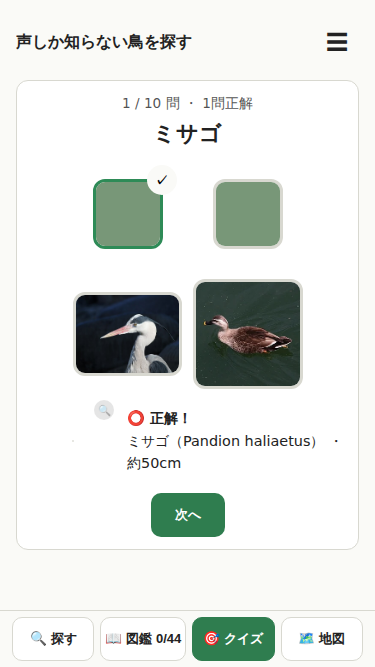 声しか知らない鳥を探す
1 / 10 問 ・ 1問正解
ミサゴ
✓
⭕ 正解！
ミサゴ（Pandion haliaetus） ・
約50cm
次へ
🔍 探す
📖 図鑑 0/44
🎯 クイズ
🗺️ 地図